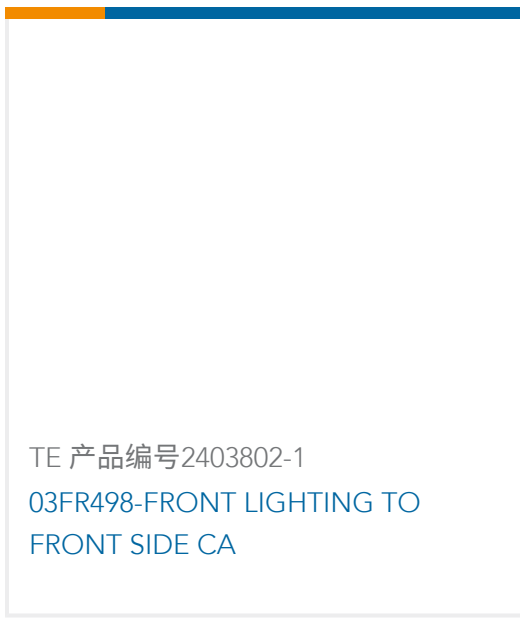 TE 产品编号2403802-1
03FR498-FRONT LIGHTING TO
FRONT SIDE CA